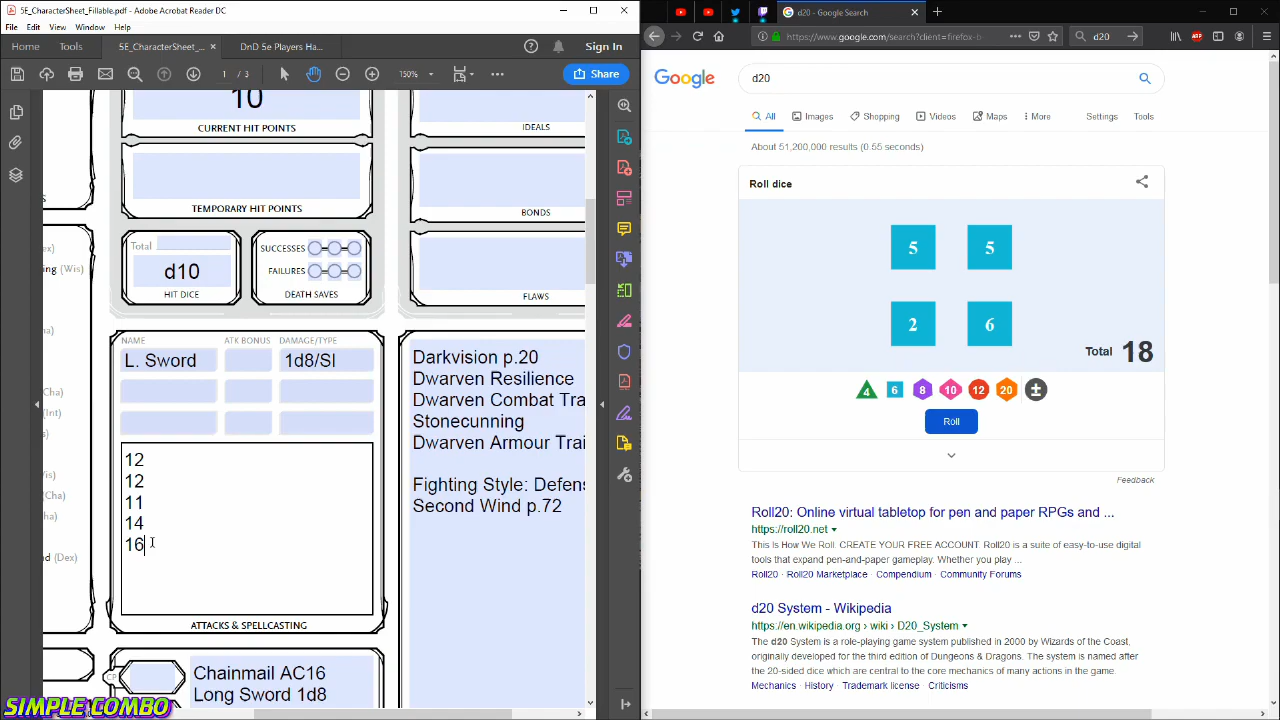 5E_CharacterSheet_Fillable.pdf - Adobe Acrobat Reader DC
File Edit View Window Help
Home Tools 5E_CharacterSheet_... DnD 5e Players Ha... Sign In
1 / 3 150% Share
10
CURRENT HIT POINTS
TEMPORARY HIT POINTS
Total
d10
HIT DICE
SUCCESSES
FAILURES
DEATH SAVES
IDEALS
BONDS
FLAWS
S
ex)
ing (Wis)
Cha)
(Int)
s)
Vis)
(Cha)
ha)
nd (Dex)
NAME ATK BONUS DAMAGE/TYPE
L. Sword 1d8/Sl
12
12
11
14
16
ATTACKS & SPELLCASTING
Darkvision p.20
Dwarven Resilience
Dwarven Combat Tra
Stonecunning
Dwarven Armour Trai
Fighting Style: Defens
Second Wind p.72
CP
Chainmail AC16
Long Sword 1d8
SIMPLE COMBO
d20 - Google Search
https://www.google.com/search?client=firefox-b-
d20
Google
d20
All Images Shopping Videos Maps More Settings Tools
About 51,200,000 results (0.55 seconds)
Roll dice
5 5
2 6
Total 18
4 6 8 10 12 20
Roll
Feedback
Roll20: Online virtual tabletop for pen and paper RPGs and ...
https://roll20.net
This Is How We Roll. CREATE YOUR FREE ACCOUNT. Roll20 is a suite of easy-to-use digital
tools that expand pen-and-paper gameplay. Whether you play ...
Roll20 · Roll20 Marketplace · Compendium · Community Forums
d20 System - Wikipedia
https://en.wikipedia.org › wiki › D20_System
The d20 System is a role-playing game system published in 2000 by Wizards of the Coast,
originally developed for the third edition of Dungeons & Dragons. The system is named after
the 20-sided dice which are central to the core mechanics of many actions in the game.
Mechanics · History · Trademark license · Criticisms